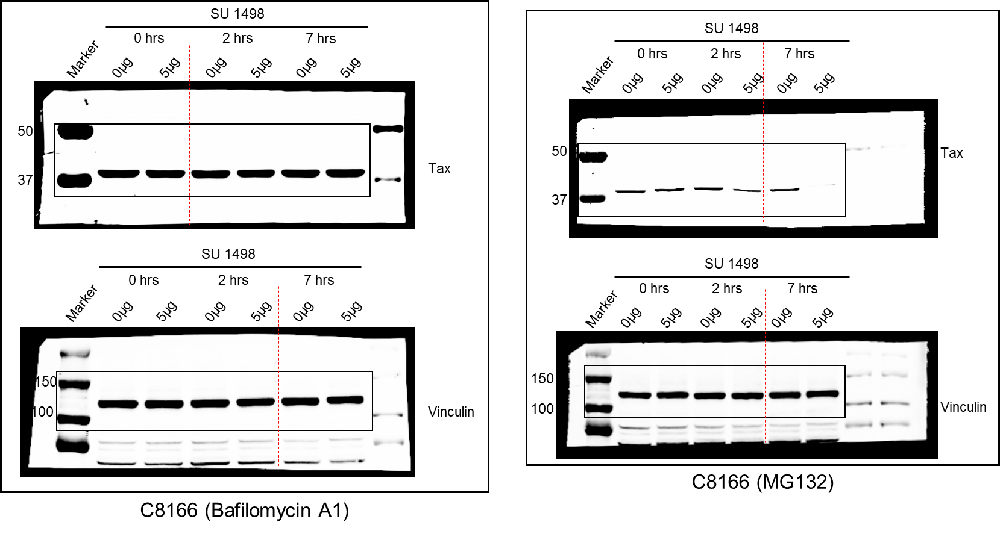 SU 1498
0 hrs 2 hrs 7 hrs
Marker 0µg 5µg 0µg 5µg 0µg 5µg
50
37
Tax
SU 1498
0 hrs 2 hrs 7 hrs
Marker 0µg 5µg 0µg 5µg 0µg 5µg
150
100
Vinculin
C8166 (Bafilomycin A1)
SU 1498
0 hrs 2 hrs 7 hrs
Marker 0µg 5µg 0µg 5µg 0µg 5µg
50
37
Tax
SU 1498
0 hrs 2 hrs 7 hrs
Marker 0µg 5µg 0µg 5µg 0µg 5µg
150
100
Vinculin
C8166 (MG132)